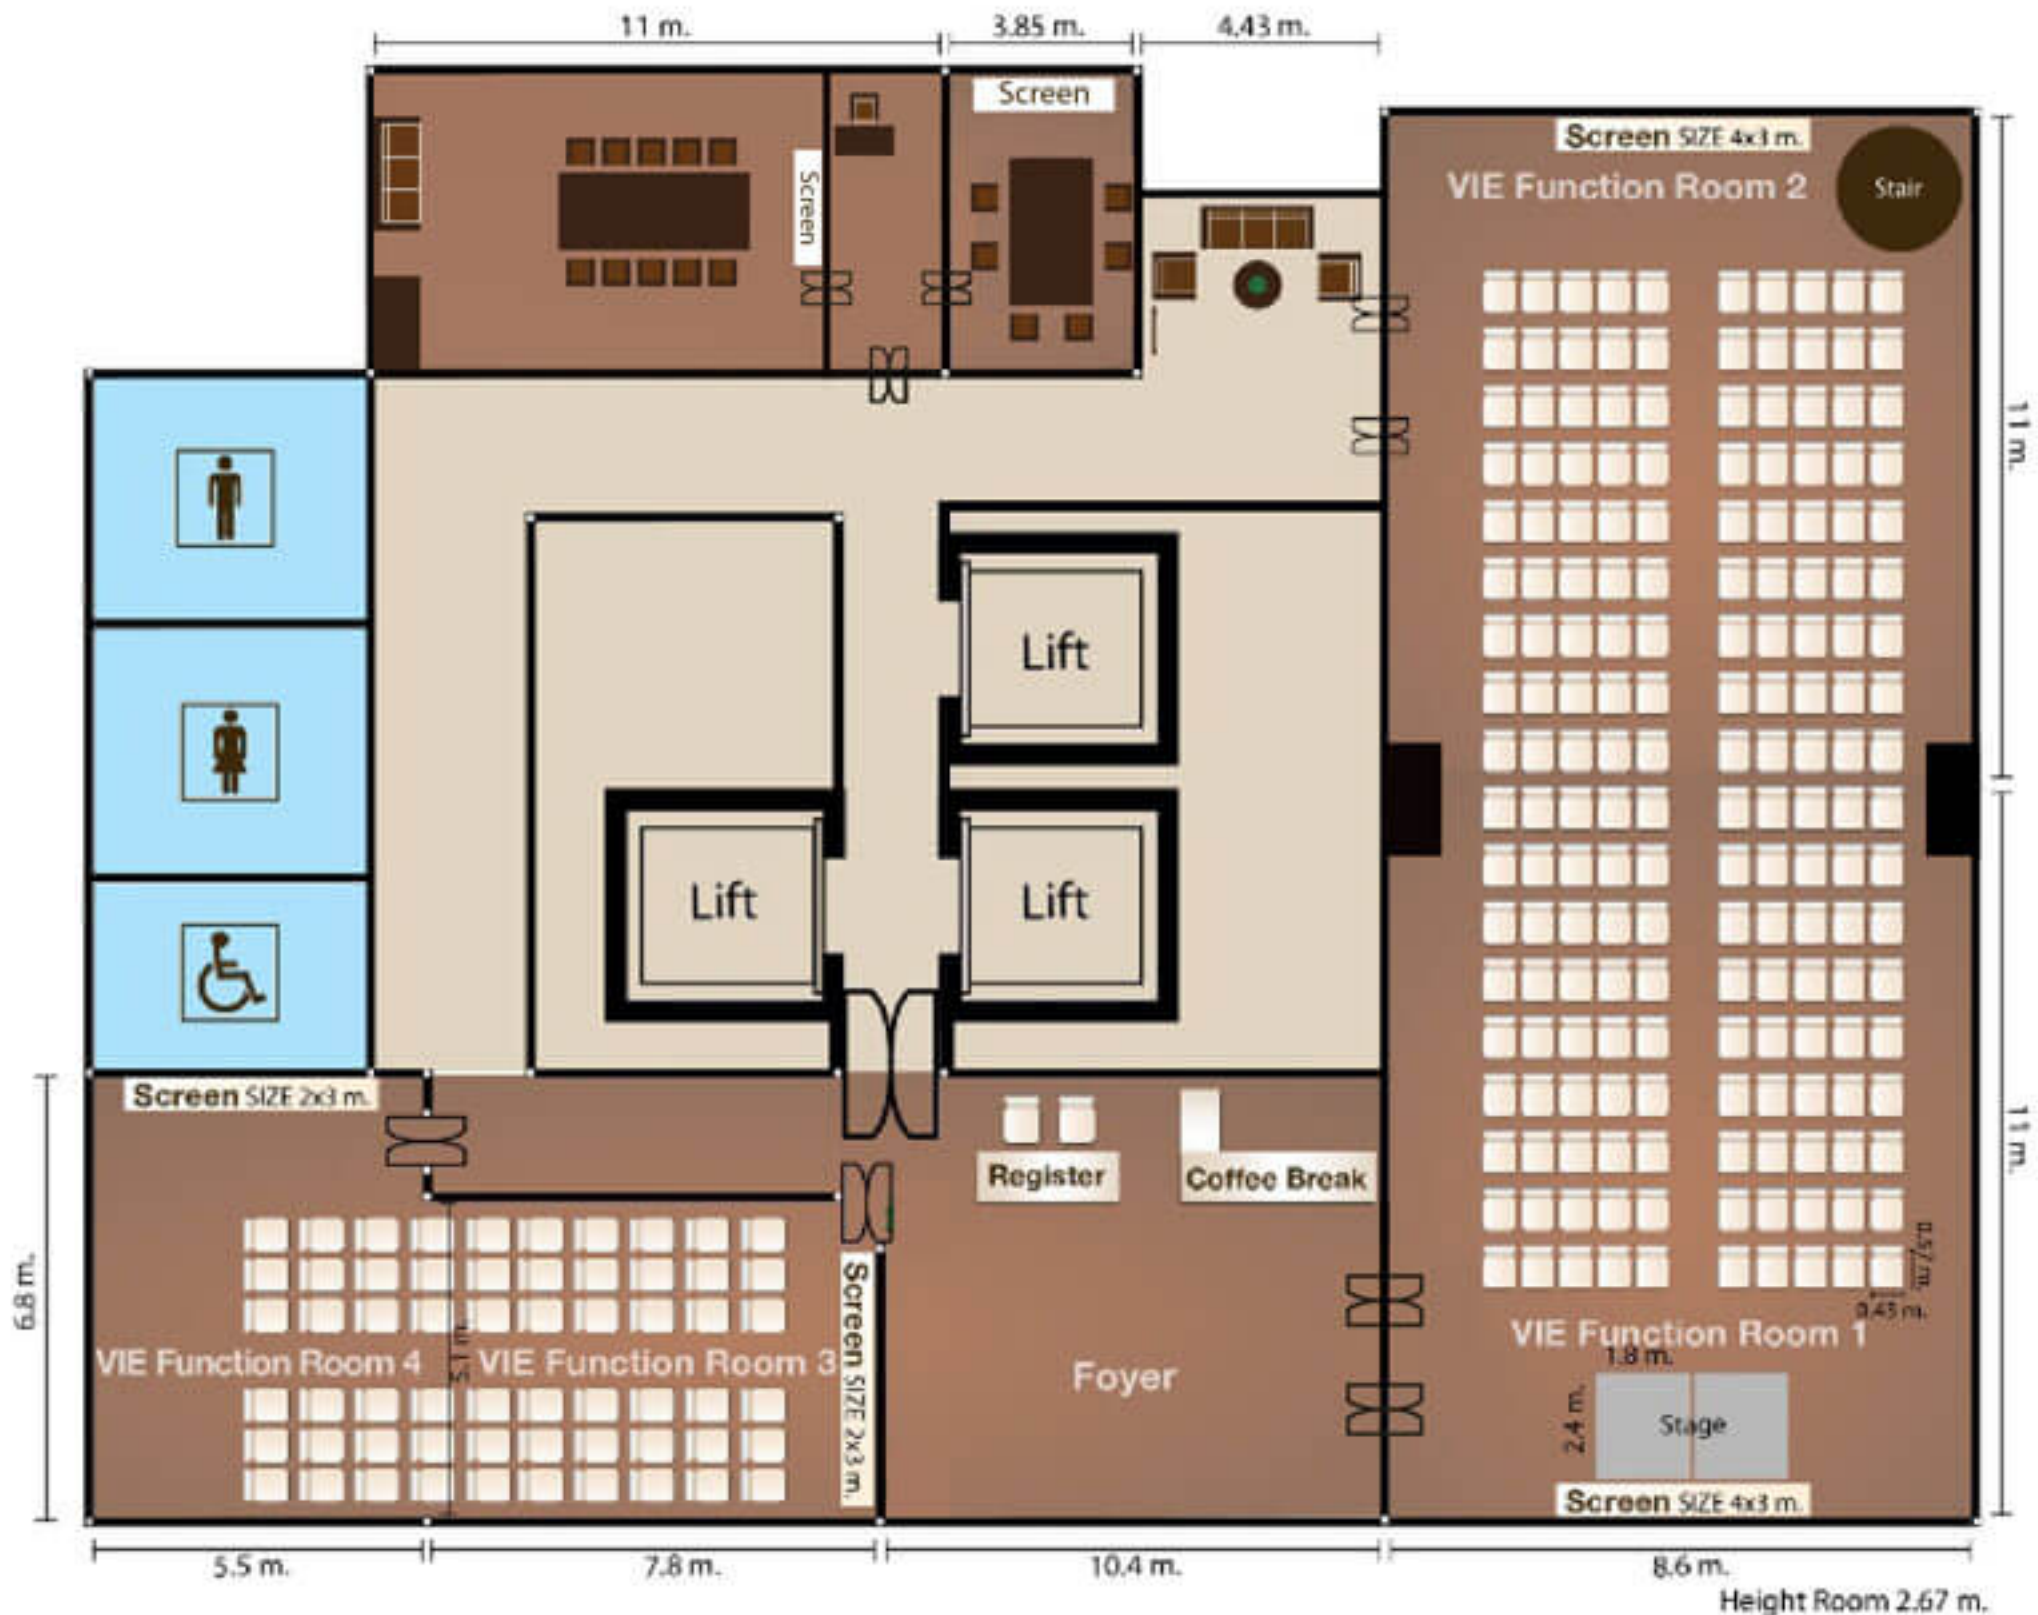 11 m.
3.85 m.
4.43 m.
Screen
Screen SIZE 4x3 m.
VIE Function Room 2
Stair
Screen
11 m.
Lift
Lift
Lift
Screen SIZE 2x3 m.
Register
Coffee Break
11 m.
6.8 m.
0.57 m.
0.43 m.
VIE Function Room 4
5.1 m.
VIE Function Room 3
Screen SIZE 2x3 m.
Foyer
VIE Function Room 1
1.8 m.
2.4 m.
Stage
Screen SIZE 4x3 m.
5.5 m.
7.8 m.
10.4 m.
8.6 m.
Height Room 2.67 m.